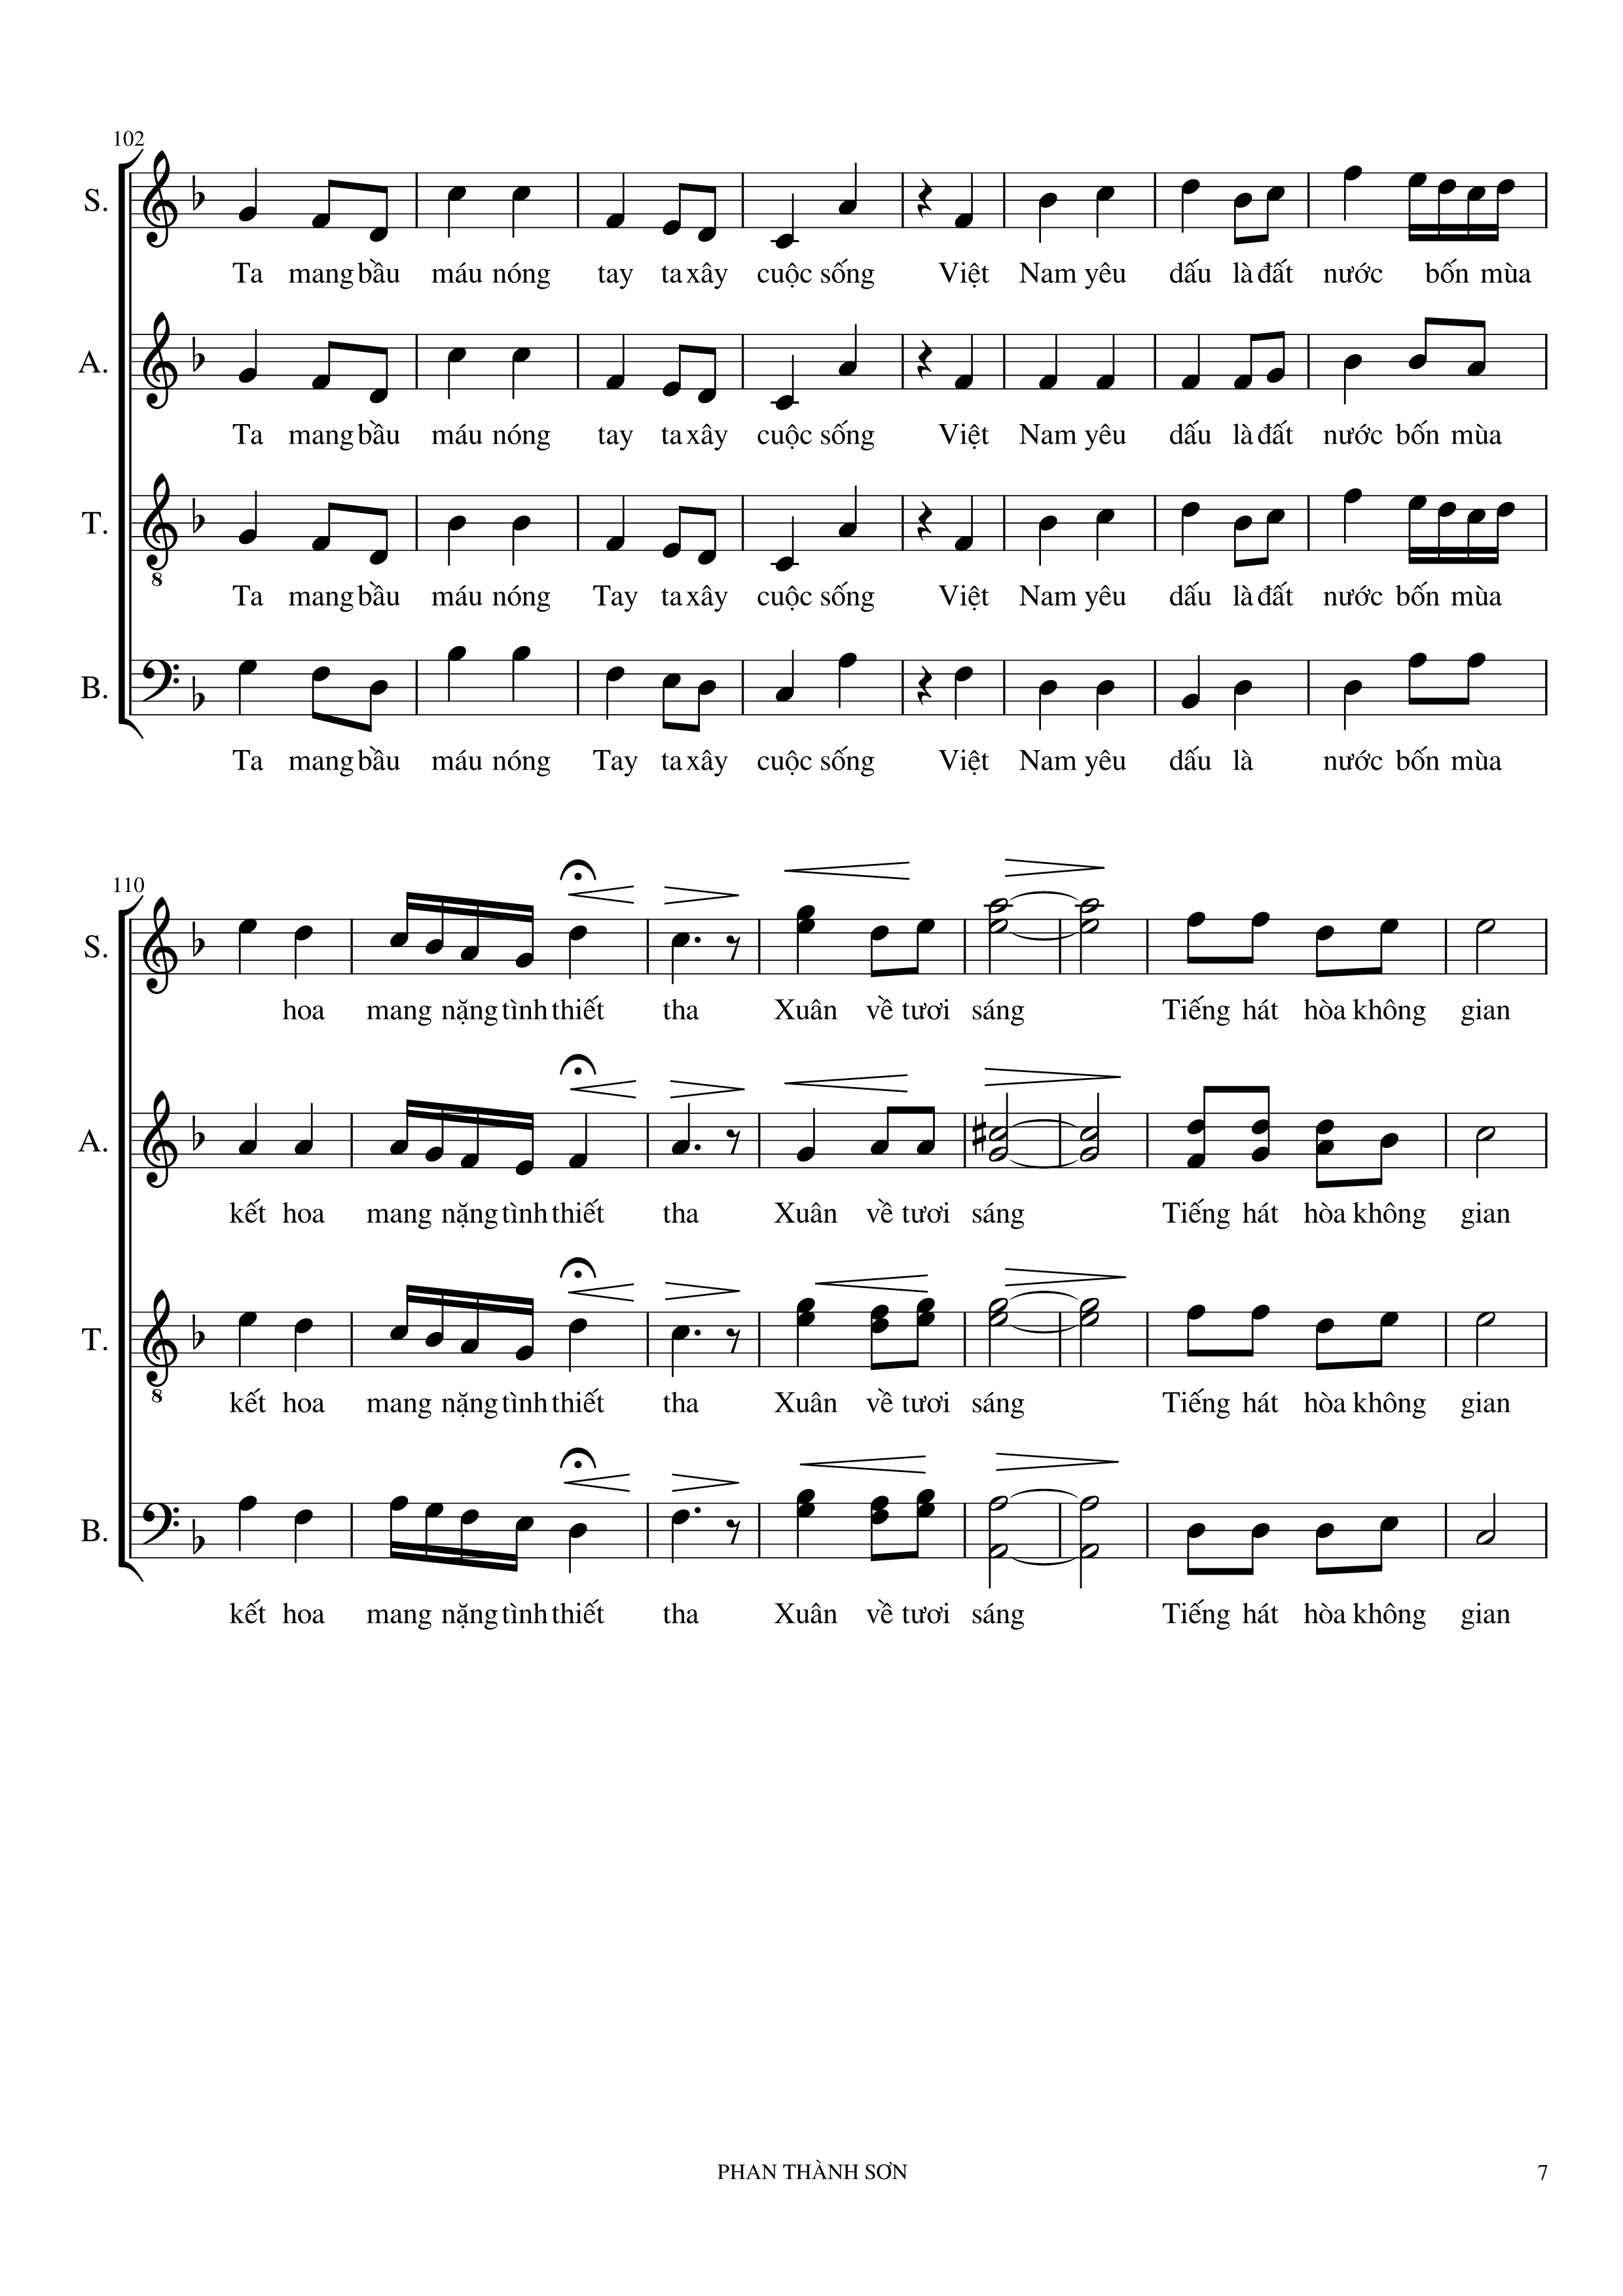 102
S.
Ta mang bầu máu nóng tay ta xây cuộc sống Việt Nam yêu dấu là đất nước bốn mùa
A.
Ta mang bầu máu nóng tay ta xây cuộc sống Việt Nam yêu dấu là đất nước bốn mùa
T.
8
Ta mang bầu máu nóng Tay ta xây cuộc sống Việt Nam yêu dấu là đất nước bốn mùa
B.
Ta mang bầu máu nóng Tay ta xây cuộc sống Việt Nam yêu dấu là nước bốn mùa
110
S.
hoa mang nặng tình thiết tha Xuân về tươi sáng Tiếng hát hòa không gian
A.
kết hoa mang nặng tình thiết tha Xuân về tươi sáng Tiếng hát hòa không gian
T.
8
kết hoa mang nặng tình thiết tha Xuân về tươi sáng Tiếng hát hòa không gian
B.
kết hoa mang nặng tình thiết tha Xuân về tươi sáng Tiếng hát hòa không gian
PHAN THÀNH SƠN 7